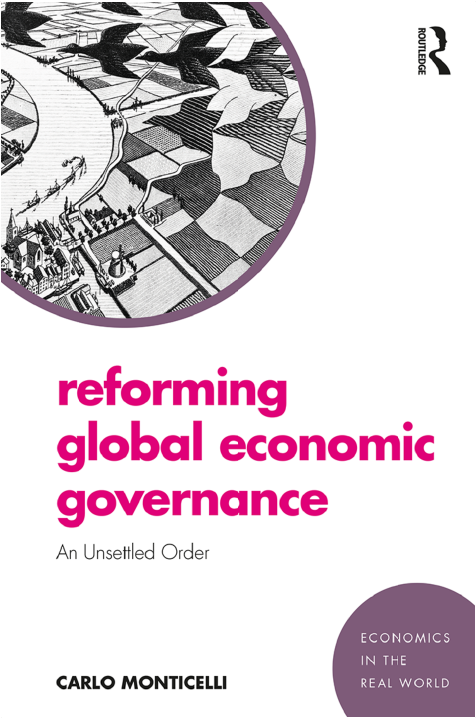 ROUTLEDGE
reforming
global economic
governance
An Unsettled Order
ECONOMICS
IN THE
REAL WORLD
CARLO MONTICELLI